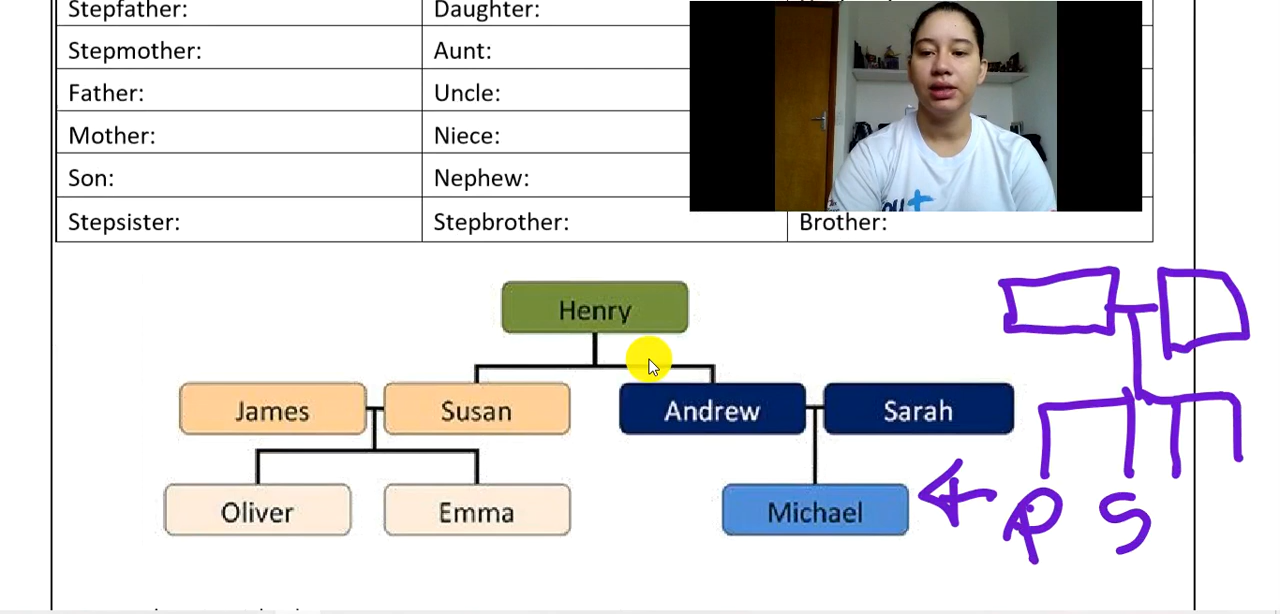 Stepfather: Daughter:
Stepmother: Aunt:
Father: Uncle:
Mother: Niece:
Son: Nephew:
Stepsister: Stepbrother: Brother:
Henry
James Susan Andrew Sarah
Oliver Emma Michael
P S